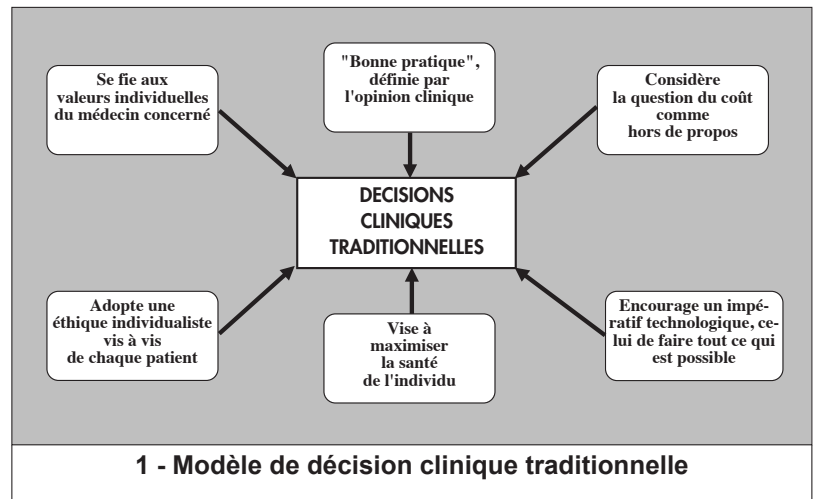 Se fie aux
valeurs individuelles
du médecin concerné
"Bonne pratique",
définie par
l'opinion clinique
Considère
la question du coût
comme
hors de propos
DECISIONS
CLINIQUES
TRADITIONNELLES
Adopte une
éthique individualiste
vis à vis
de chaque patient
Vise à
maximiser
la santé
de l'individu
Encourage un impé-
ratif technologique, ce-
lui de faire tout ce qui
est possible
1 - Modèle de décision clinique traditionnelle